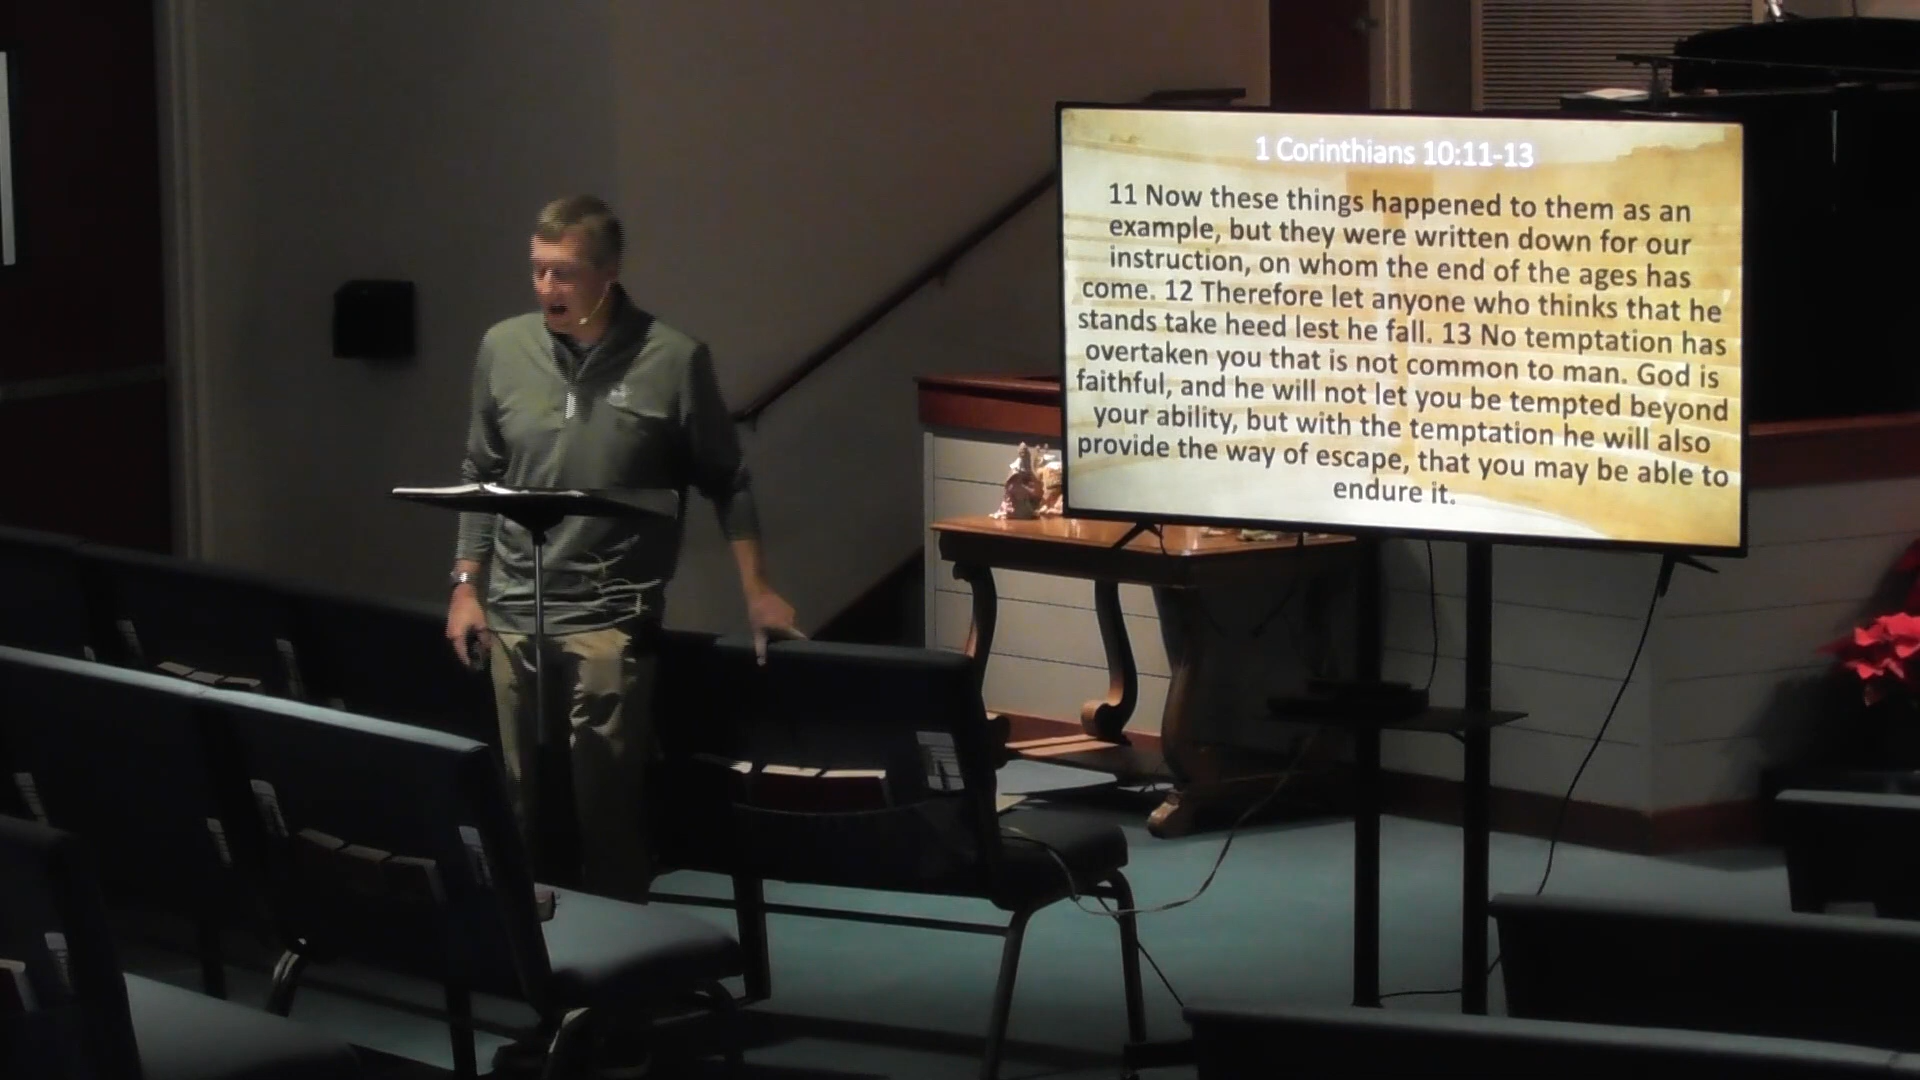 1 Corinthians 10:11-13
11 Now these things happened to them as an
example, but they were written down for our
instruction, on whom the end of the ages has
come. 12 Therefore let anyone who thinks that he
stands take heed lest he fall. 13 No temptation has
overtaken you that is not common to man. God is
faithful, and he will not let you be tempted beyond
your ability, but with the temptation he will also
provide the way of escape, that you may be able to
endure it.